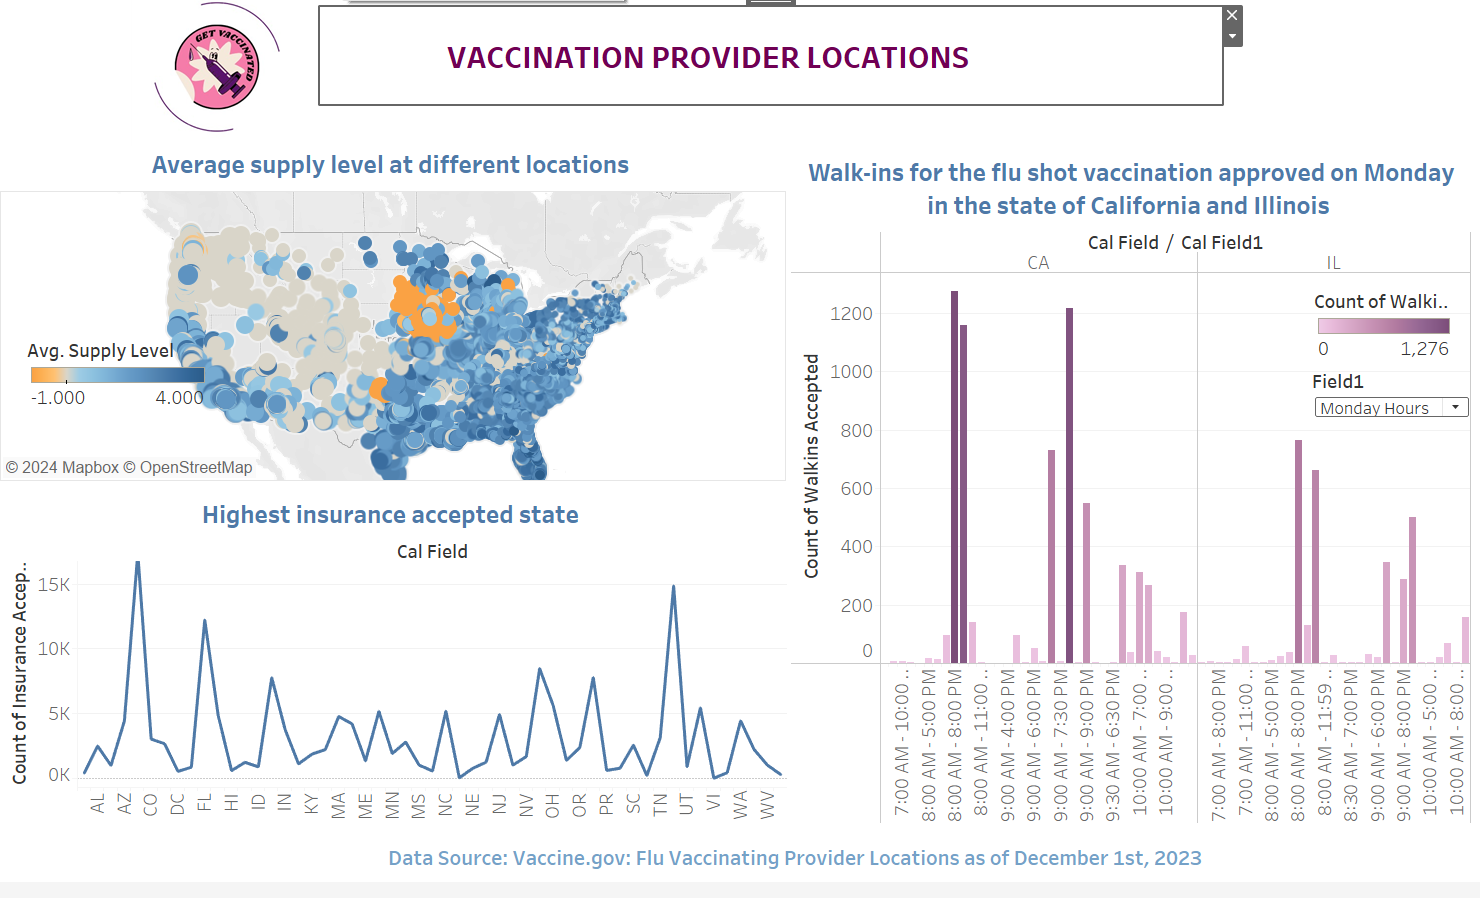 GET VACCINATED
VACCINATION PROVIDER LOCATIONS
Average supply level at different locations
Avg. Supply Level
-1.000 4.000
© 2024 Mapbox © OpenStreetMap
Highest insurance accepted state
Cal Field
Count of Insurance Accep..
15K
10K
5K
0K
AL
AZ
CO
DC
FL
HI
ID
IN
KY
MA
ME
MN
MS
NC
NE
NJ
NV
OH
OR
PR
SC
TN
UT
VI
WA
WV
Walk-ins for the flu shot vaccination approved on Monday
in the state of California and Illinois
Cal Field / Cal Field1
CA IL
Count of Walkins Accepted
1200
1000
800
600
400
200
0
7:00 AM - 10:00 ..
8:00 AM - 5:00 PM
8:00 AM - 8:00 PM
8:00 AM - 11:00 ..
9:00 AM - 4:00 PM
9:00 AM - 6:00 PM
9:00 AM - 7:30 PM
9:00 AM - 9:00 PM
9:30 AM - 6:30 PM
10:00 AM - 7:00 ..
10:00 AM - 9:00 ..
7:00 AM - 8:00 PM
7:00 AM - 11:00 ..
8:00 AM - 5:00 PM
8:00 AM - 8:00 PM
8:00 AM - 11:59 ..
8:30 AM - 7:00 PM
9:00 AM - 6:00 PM
9:00 AM - 8:00 PM
10:00 AM - 5:00 ..
10:00 AM - 8:00 ..
Count of Walki..
0 1,276
Field1
Monday Hours
Data Source: Vaccine.gov: Flu Vaccinating Provider Locations as of December 1st, 2023